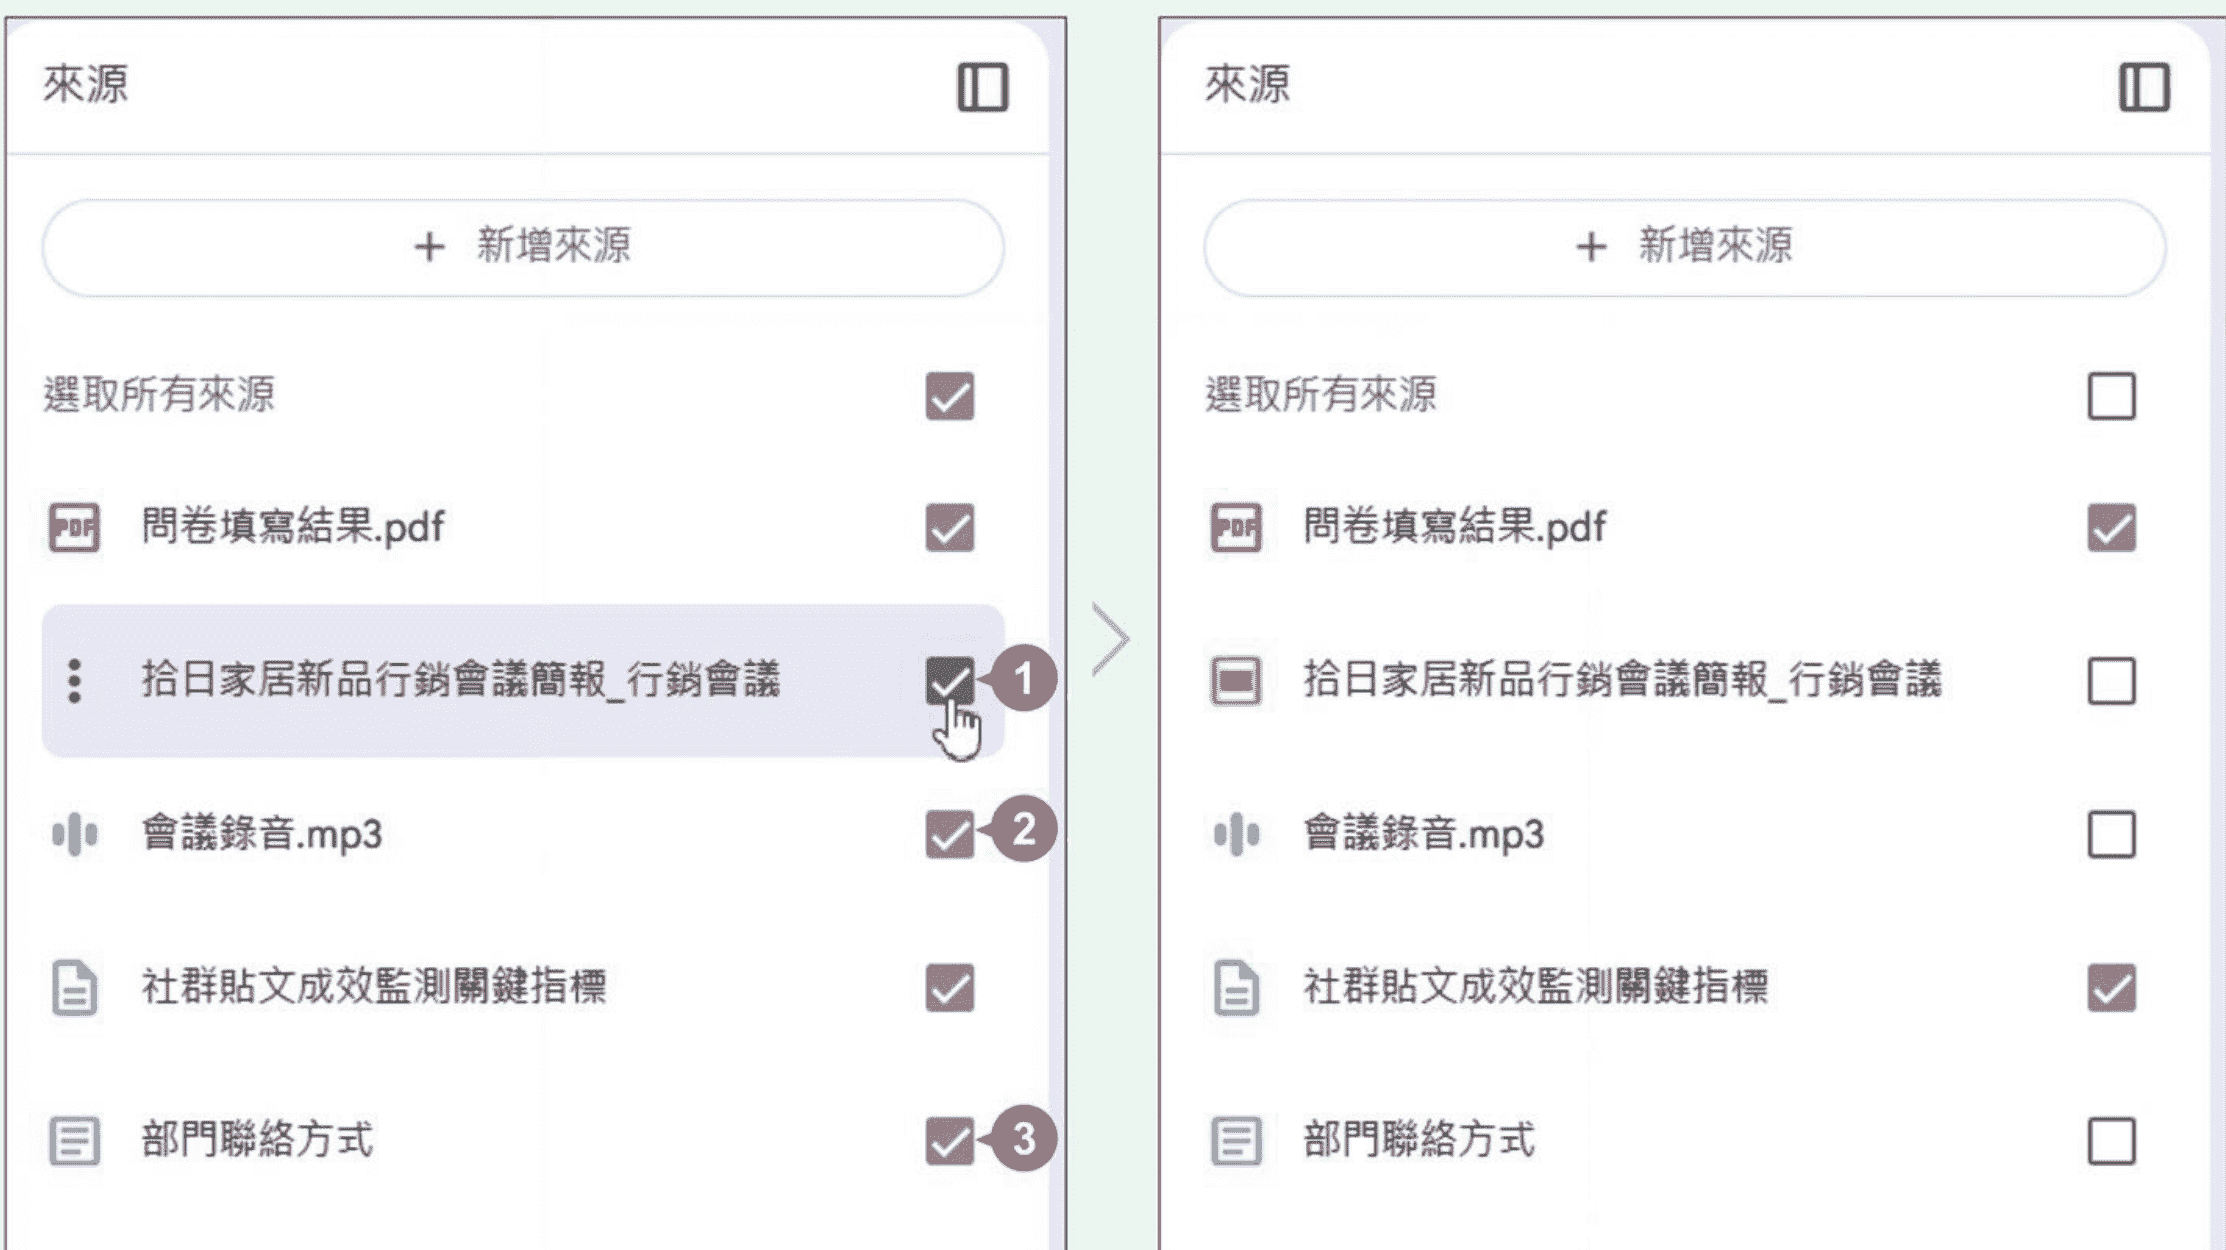 來源
+ 新增來源
選取所有來源
PDF 問卷填寫結果.pdf
拾日家居新品行銷會議簡報_行銷會議 1
會議錄音.mp3 2
社群貼文成效監測關鍵指標
部門聯絡方式 3
來源
+ 新增來源
選取所有來源
PDF 問卷填寫結果.pdf
拾日家居新品行銷會議簡報_行銷會議
會議錄音.mp3
社群貼文成效監測關鍵指標
部門聯絡方式